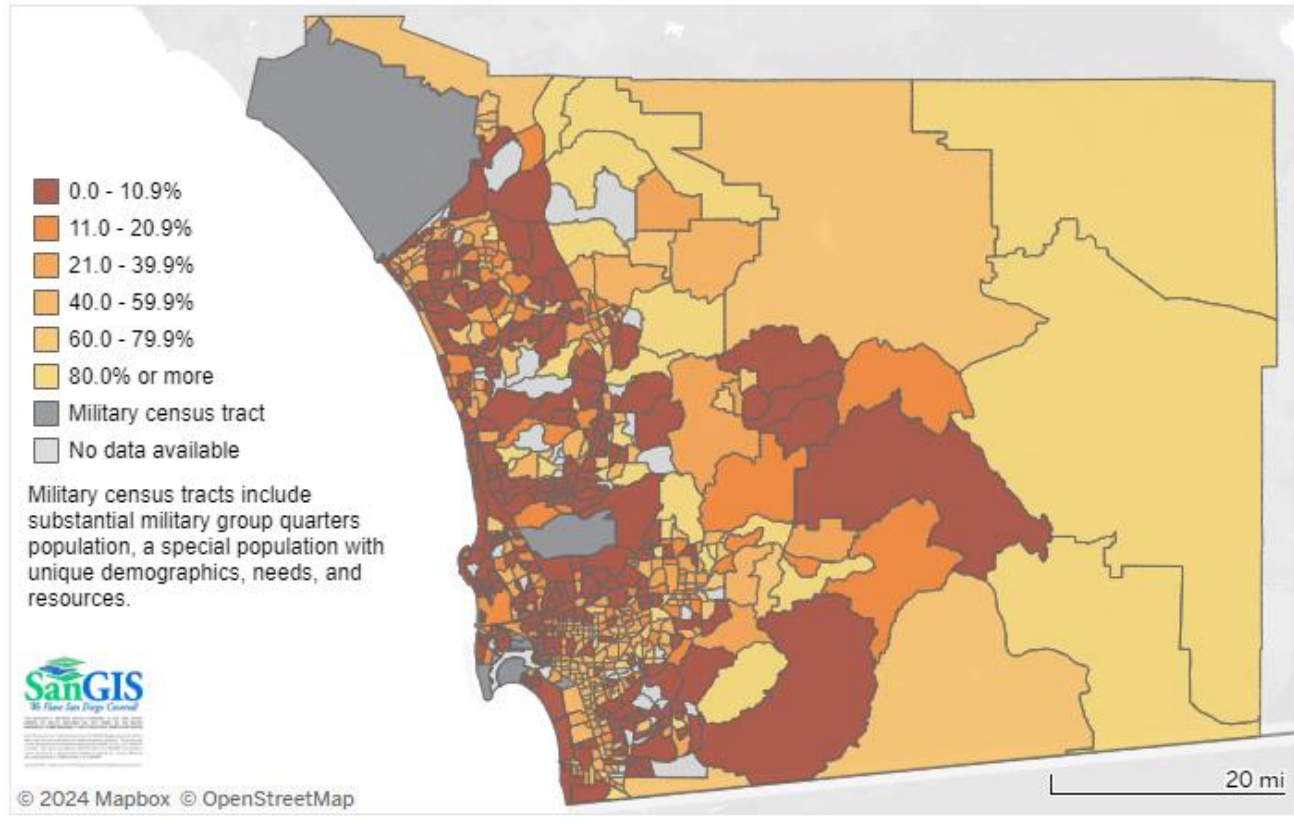 0.0 - 10.9%
11.0 - 20.9%
21.0 - 39.9%
40.0 - 59.9%
60.0 - 79.9%
80.0% or more
Military census tract
No data available
Military census tracts include
substantial military group quarters
population, a special population with
unique demographics, needs, and
resources.
SanGIS
We Have San Diego Covered!
© 2024 Mapbox © OpenStreetMap
20 mi